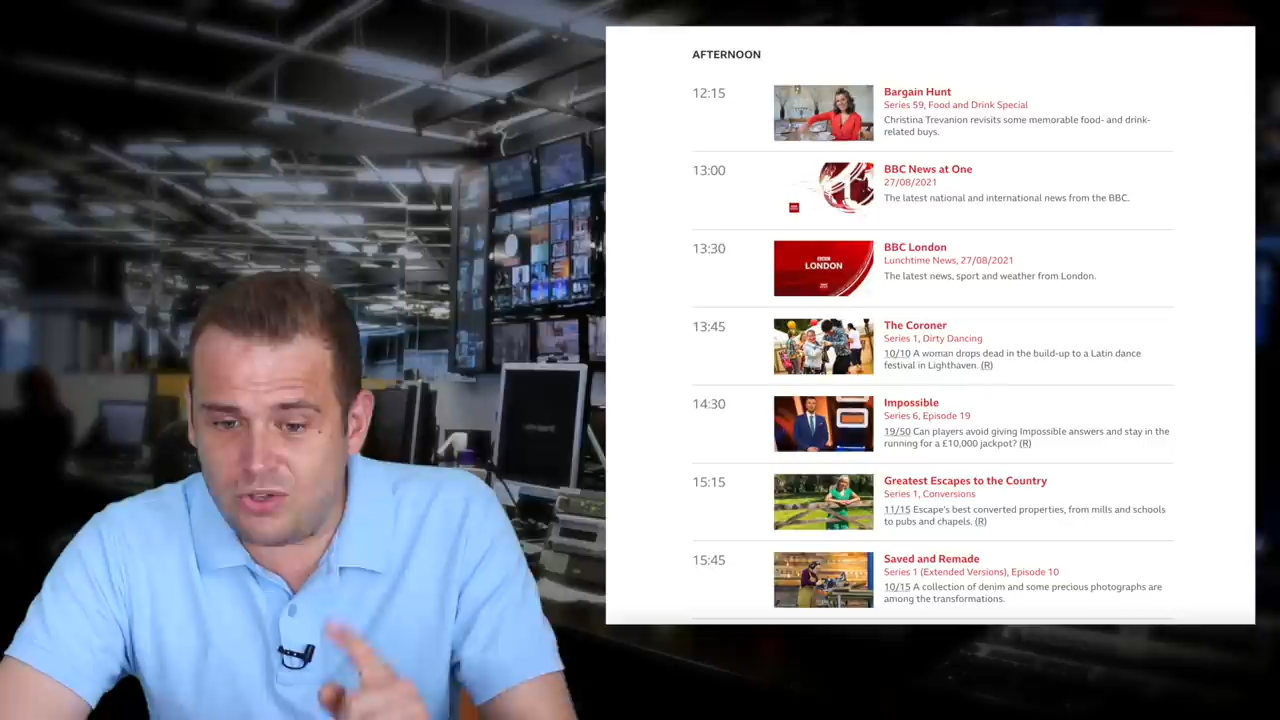 AFTERNOON
12:15
Bargain Hunt
Series 59, Food and Drink Special
Christina Trevanion revisits some memorable food- and drink-
related buys.
13:00
BBC News at One
27/08/2021
The latest national and international news from the BBC.
13:30
BBC
LONDON
BBC London
Lunchtime News, 27/08/2021
The latest news, sport and weather from London.
13:45
The Coroner
Series 1, Dirty Dancing
10/10 A woman drops dead in the build-up to a Latin dance
festival in Lighthaven. (R)
14:30
Impossible
Series 6, Episode 19
19/50 Can players avoid giving Impossible answers and stay in the
running for a £10,000 jackpot? (R)
15:15
Greatest Escapes to the Country
Series 1, Conversions
11/15 Escape's best converted properties, from mills and schools
to pubs and chapels. (R)
15:45
Saved and Remade
Series 1 (Extended Versions), Episode 10
10/15 A collection of denim and some precious photographs are
among the transformations.